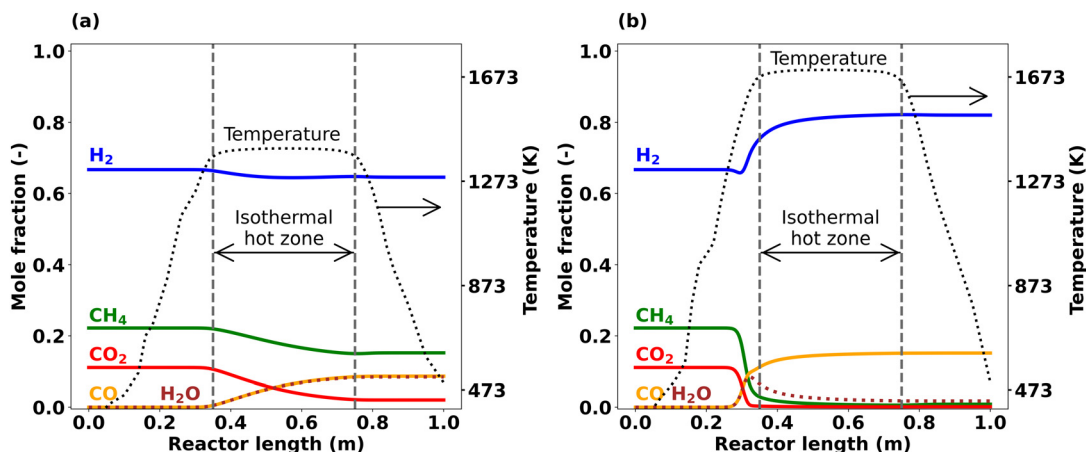 (a)
1.0
0.8
0.6
0.4
0.2
0.0
Mole fraction (-)
H₂
CH₄
CO₂
CO
H₂O
Temperature
Isothermal
hot zone
1673
1273
873
473
Temperature (K)
0.0 0.2 0.4 0.6 0.8 1.0
Reactor length (m)
(b)
1.0
0.8
0.6
0.4
0.2
0.0
Mole fraction (-)
H₂
CH₄
CO₂
CO
H₂O
Temperature
Isothermal
hot zone
1673
1273
873
473
Temperature (K)
0.0 0.2 0.4 0.6 0.8 1.0
Reactor length (m)